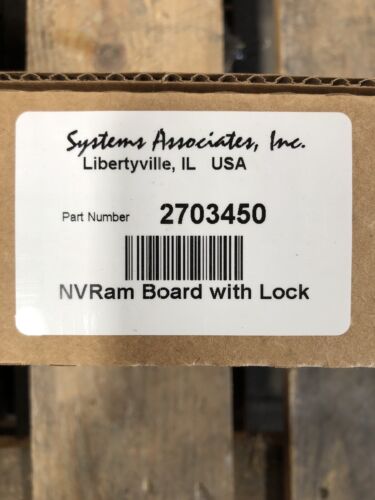 Systems Associates, Inc.
Libertyville, IL USA
Part Number 2703450
NVRam Board with Lock